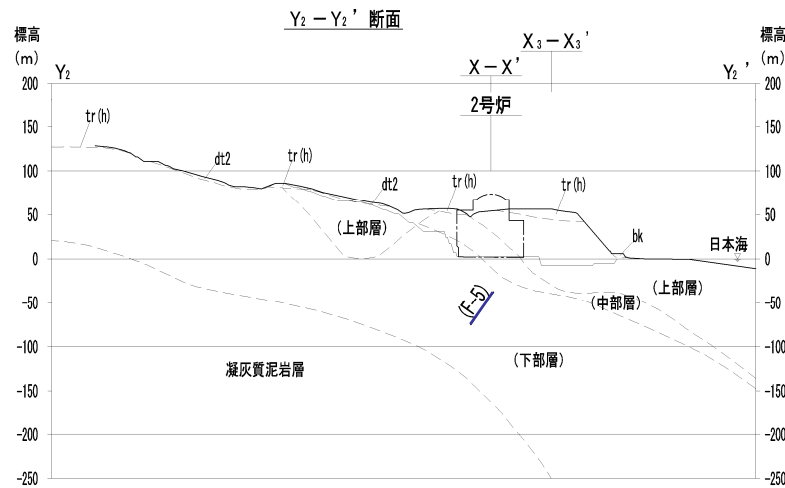 Y₂－Y₂’断面
X₃－X₃’
X－X’
2号炉
標高
(m)
標高
(m)
Y₂
Y₂’
200
150
100
50
0
-50
-100
-150
-200
-250
200
150
100
50
0
-50
-100
-150
-200
-250
tr(h)
dt2
tr(h)
dt2
tr(h)
tr(h)
bk
日本海
(上部層)
(上部層)
(中部層)
(F-5)
(下部層)
凝灰質泥岩層